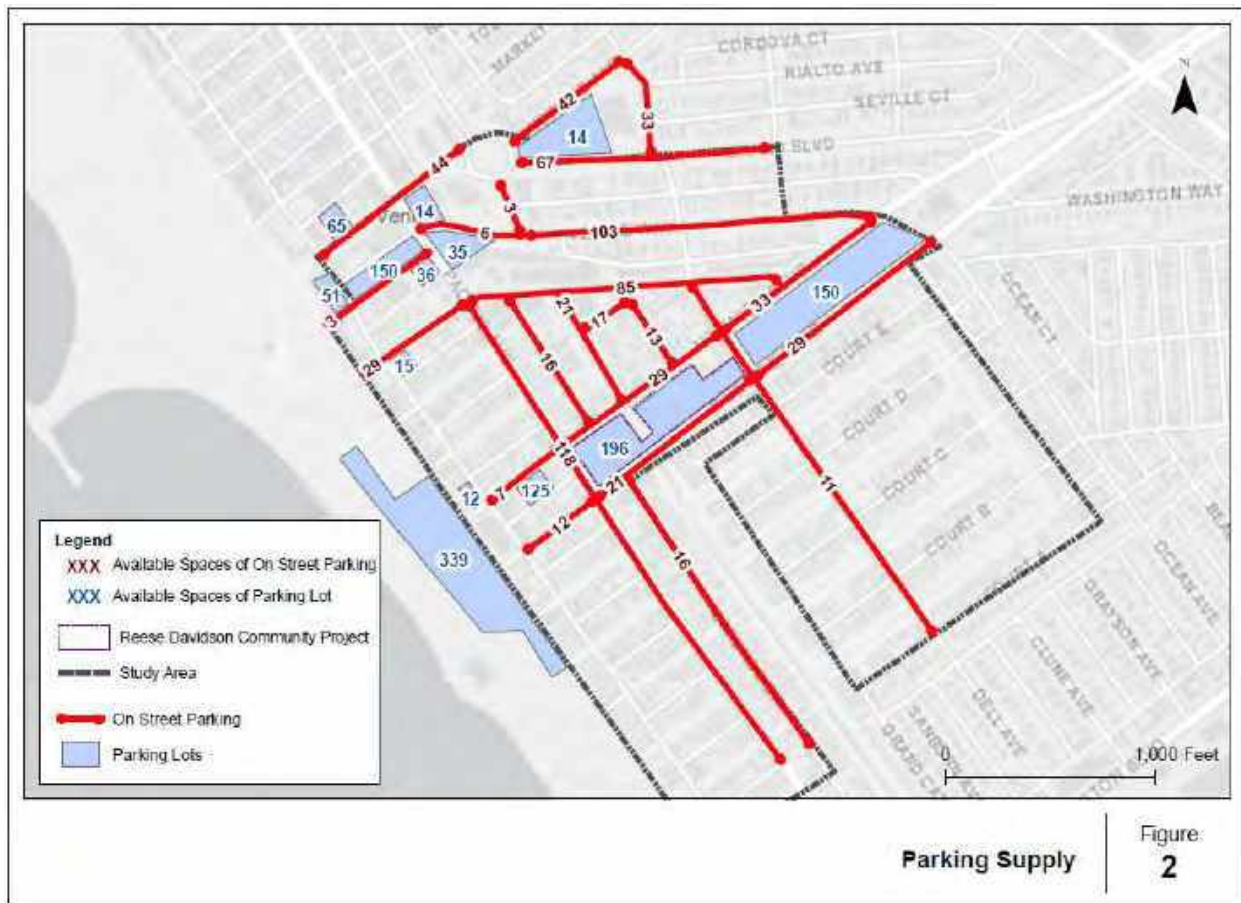 CORDOVA CT
RIALTO AVE
SEVILLE CT
MARKET
BLVD
WASHINGTON WAY
N
42
14
33
67
44
14
3
65
6
103
35
150
36
51
3
85
21
17
13
33
150
29
15
16
29
29
OCEAN CT
COURT E
COURT D
COURT C
COURT B
118
196
7
125
12
21
12
11
16
339
OCEAN AVE
GRAYSON AVE
CLUNE AVE
DELL AVE
Legend
XXX Available Spaces of On Street Parking
XXX Available Spaces of Parking Lot
Reese Davidson Community Project
Study Area
On Street Parking
Parking Lots
0 1,000 Feet
Parking Supply
Figure
2